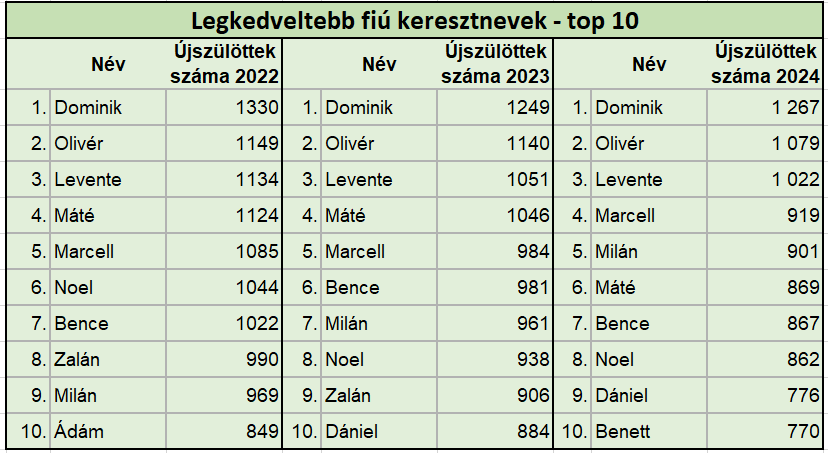 Legkedveltebb fiú keresztnevek - top 10
Név Újszülöttek száma 2022 Név Újszülöttek száma 2023 Név Újszülöttek száma 2024
1. Dominik 1330 1. Dominik 1249 1. Dominik 1 267
2. Olivér 1149 2. Olivér 1140 2. Olivér 1 079
3. Levente 1134 3. Levente 1051 3. Levente 1 022
4. Máté 1124 4. Máté 1046 4. Marcell 919
5. Marcell 1085 5. Marcell 984 5. Milán 901
6. Noel 1044 6. Bence 981 6. Máté 869
7. Bence 1022 7. Milán 961 7. Bence 867
8. Zalán 990 8. Noel 938 8. Noel 862
9. Milán 969 9. Zalán 906 9. Dániel 776
10. Ádám 849 10. Dániel 884 10. Benett 770